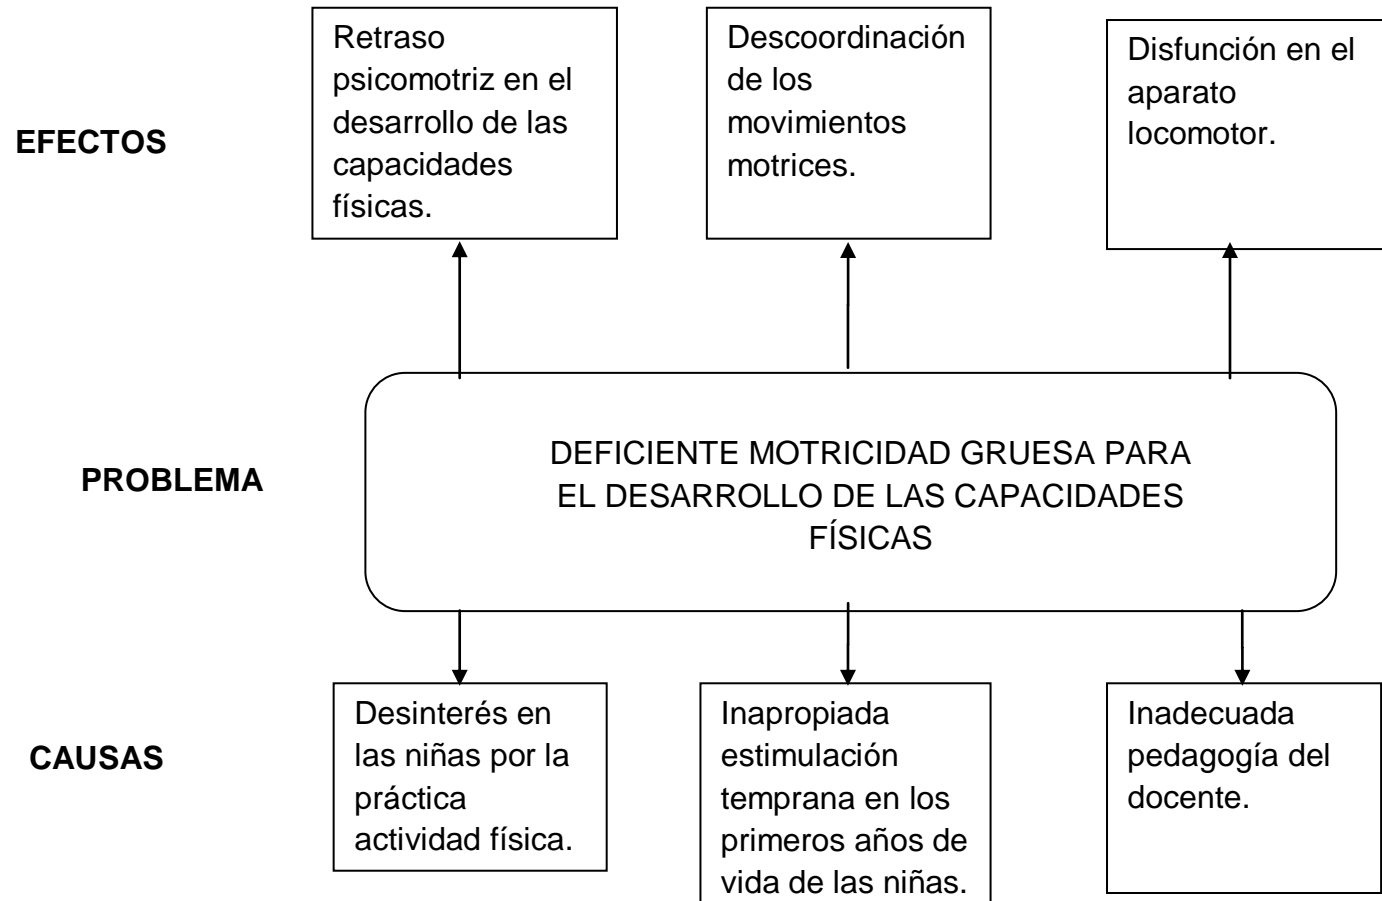 EFECTOS
Retraso
psicomotriz en el
desarrollo de las
capacidades
físicas.
Descoordinación
de los
movimientos
motrices.
Disfunción en el
aparato
locomotor.
PROBLEMA
DEFICIENTE MOTRICIDAD GRUESA PARA
EL DESARROLLO DE LAS CAPACIDADES
FÍSICAS
CAUSAS
Desinterés en
las niñas por la
práctica
actividad física.
Inapropiada
estimulación
temprana en los
primeros años de
vida de las niñas.
Inadecuada
pedagogía del
docente.